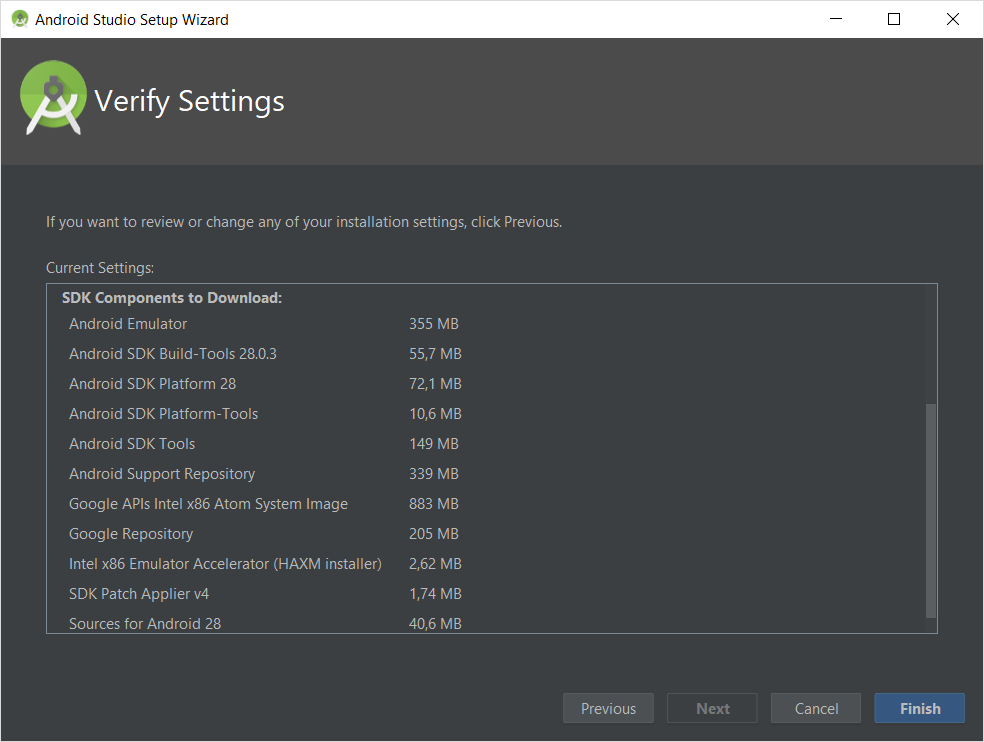 Android Studio Setup Wizard
Verify Settings
If you want to review or change any of your installation settings, click Previous.
Current Settings:
SDK Components to Download:
Android Emulator 355 MB
Android SDK Build-Tools 28.0.3 55,7 MB
Android SDK Platform 28 72,1 MB
Android SDK Platform-Tools 10,6 MB
Android SDK Tools 149 MB
Android Support Repository 339 MB
Google APIs Intel x86 Atom System Image 883 MB
Google Repository 205 MB
Intel x86 Emulator Accelerator (HAXM installer) 2,62 MB
SDK Patch Applier v4 1,74 MB
Sources for Android 28 40,6 MB
Previous Next Cancel Finish